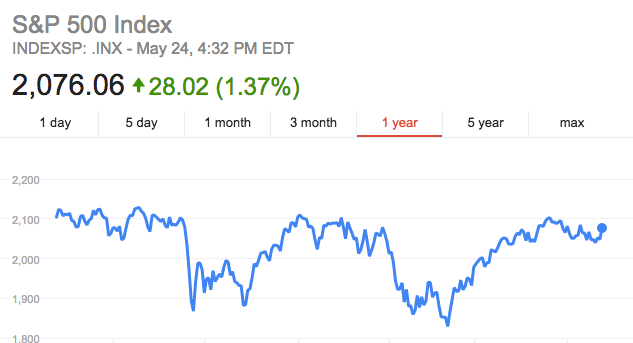 S&P 500 Index
INDEXSP: .INX - May 24, 4:32 PM EDT
2,076.06 28.02 (1.37%)
1 day 5 day 1 month 3 month 1 year 5 year max
2,200
2,100
2,000
1,900
1,800